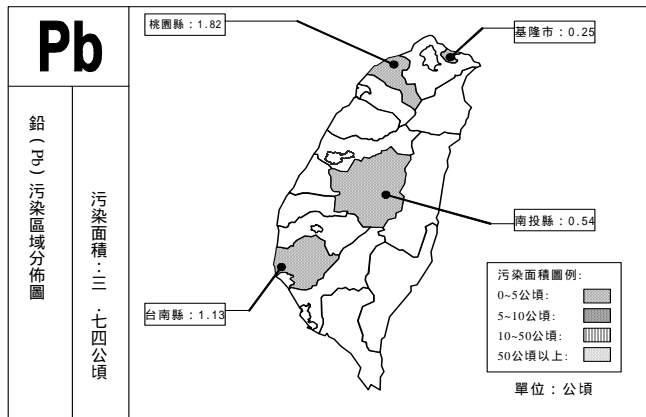 Pb
鉛(Pb)污染區域分佈圖
污染面積:三.七四公頃
桃園縣:1.82
基隆市:0.25
南投縣:0.54
台南縣:1.13
污染面積圖例:
0~5公頃:
5~10公頃:
10~50公頃:
50公頃以上:
單位:公頃